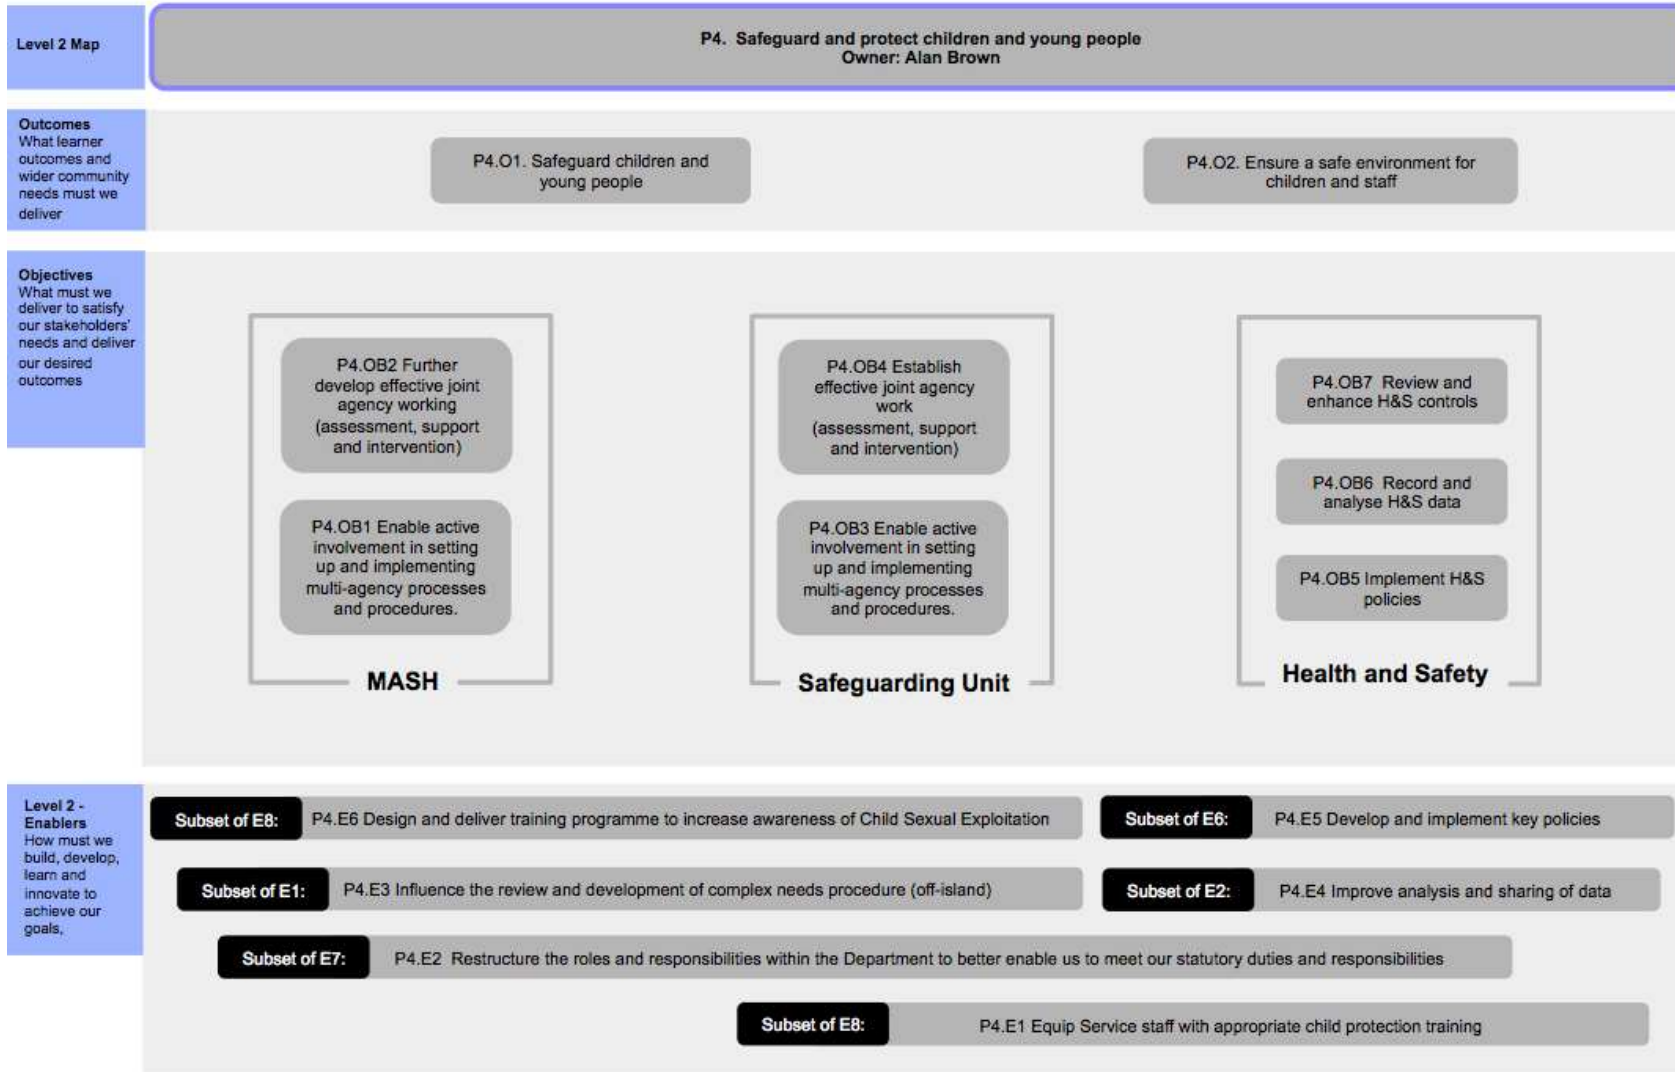 Level 2 Map
P4.  Safeguard and protect children and young people
Owner: Alan Brown
Outcomes
What learner
outcomes and
wider community
needs must we
deliver
P4.O1. Safeguard children and
young people
P4.O2. Ensure a safe environment for
children and staff
Objectives
What must we
deliver to satisfy
our stakeholders'
needs and deliver
our desired
outcomes
P4.OB2 Further
develop effective joint
agency working
(assessment, support
and intervention)
P4.OB1 Enable active
involvement in setting
up and implementing
multi-agency processes
and procedures.
MASH
P4.OB4 Establish
effective joint agency
work
(assessment, support
and intervention)
P4.OB3 Enable active
involvement in setting
up and implementing
multi-agency processes
and procedures.
Safeguarding Unit
P4.OB7  Review and
enhance H&S controls
P4.OB6  Record and
analyse H&S data
P4.OB5 Implement H&S
policies
Health and Safety
Level 2 -
Enablers
How must we
build, develop,
learn and
innovate to
achieve our
goals,
Subset of E8: P4.E6 Design and deliver training programme to increase awareness of Child Sexual Exploitation
Subset of E6: P4.E5 Develop and implement key policies
Subset of E1: P4.E3 Influence the review and development of complex needs procedure (off-island)
Subset of E2: P4.E4 Improve analysis and sharing of data
Subset of E7: P4.E2  Restructure the roles and responsibilities within the Department to better enable us to meet our statutory duties and responsibilities
Subset of E8: P4.E1 Equip Service staff with appropriate child protection training